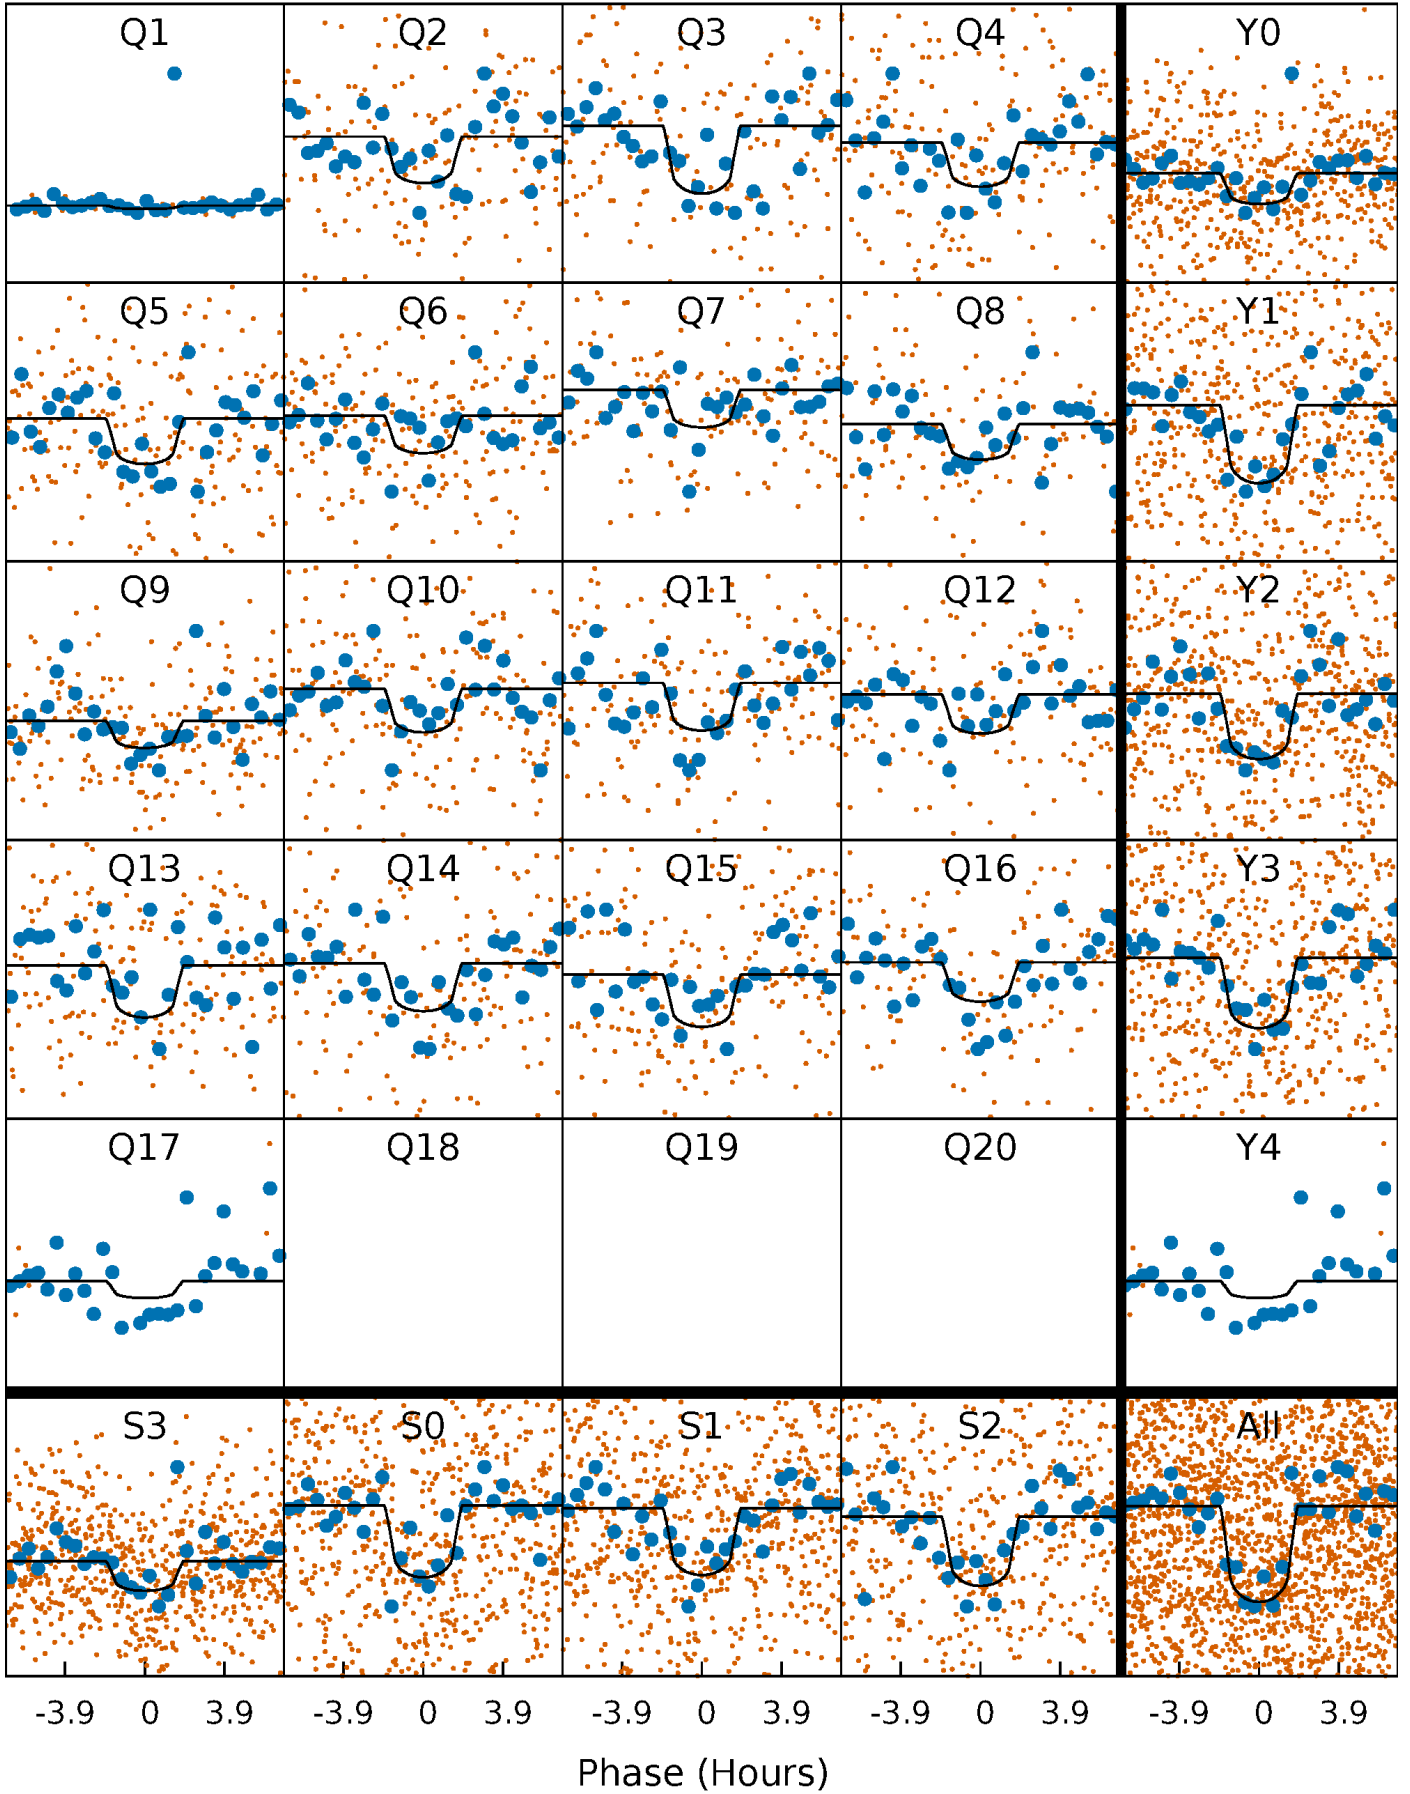 Q1 Q2 Q3 Q4 Y0
Q5 Q6 Q7 Q8 Y1
Q9 Q10 Q11 Q12 Y2
Q13 Q14 Q15 Q16 Y3
Q17 Q18 Q19 Q20 Y4
S3 S0 S1 S2 All
-3.9 0 3.9 -3.9 0 3.9 -3.9 0 3.9 -3.9 0 3.9 -3.9 0 3.9
Phase (Hours)